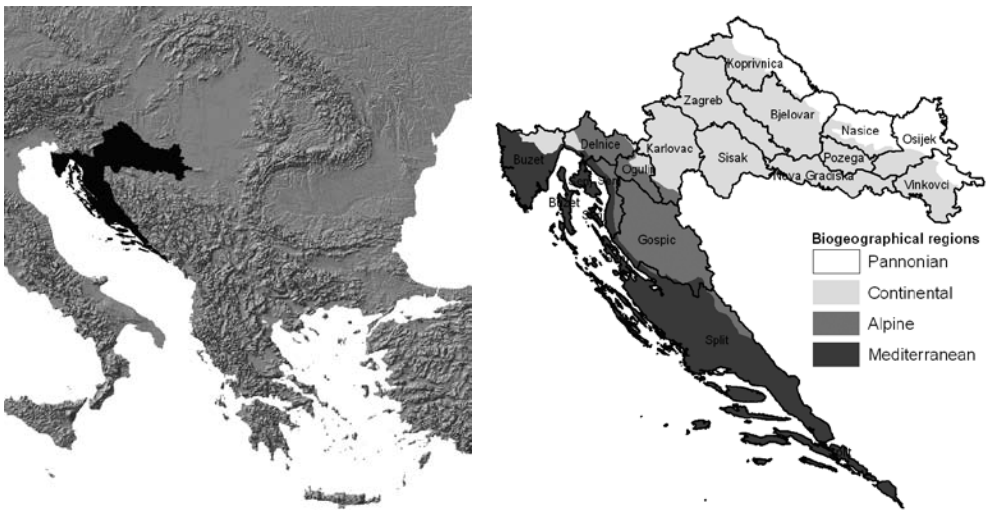 Koprivnica
Zagreb
Bjelovar
Nasice
Osijek
Delnice
Buzet
Karlovac
Sisak
Pozega
Ogulin
Nova Gradiska
Vinkovci
Buzet
Gospic
Split
Biogeographical regions
Pannonian
Continental
Alpine
Mediterranean